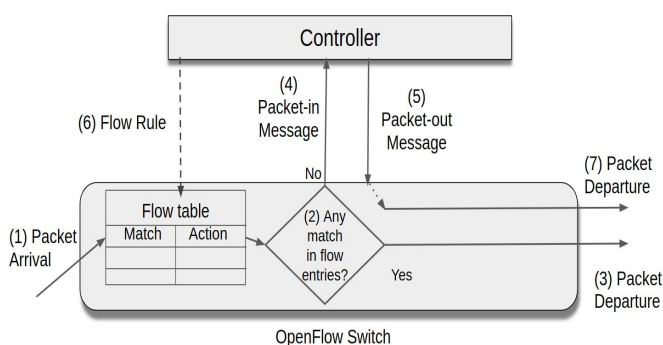 Controller
(4)
Packet-in
Message
(5)
Packet-out
Message
(6) Flow Rule
No
(7) Packet
Departure
Flow table
Match Action
(1) Packet
Arrival
(2) Any
match
in flow
entries?
Yes
(3) Packet
Departure
OpenFlow Switch